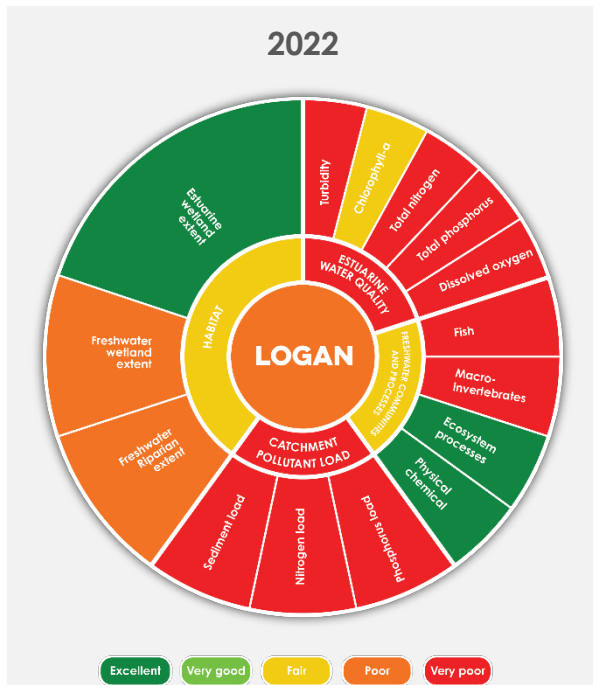 2022
Turbidity
Chlorophyll-a
Total nitrogen
Total phosphorus
Dissolved oxygen
Fish
Macro-
Invertebrates
Ecosystem
processes
Physical
chemical
Phosphorus load
Nitrogen load
Sediment load
Freshwater
Riparian
extent
Freshwater
wetland
extent
Estuarine
wetland
extent
ESTUARINE
WATER QUALITY
FRESHWATER COMMUNITIES
AND PROCESSES
CATCHMENT
POLLUTANT LOAD
HABITAT
LOGAN
Excellent
Very good
Fair
Poor
Very poor